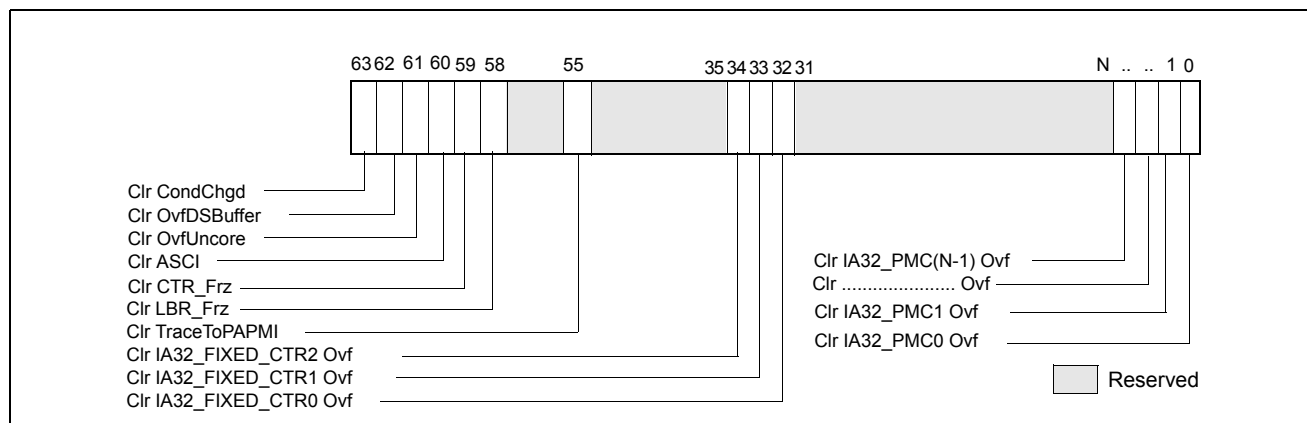 63 62 61 60 59 58 55 35 34 33 32 31 N .. .. 1 0
Clr CondChgd
Clr OvfDSBuffer
Clr OvfUncore
Clr ASCI
Clr CTR_Frz
Clr LBR_Frz
Clr TraceToPAPMI
Clr IA32_FIXED_CTR2 Ovf
Clr IA32_FIXED_CTR1 Ovf
Clr IA32_FIXED_CTR0 Ovf
Clr IA32_PMC(N-1) Ovf
Clr ...................... Ovf
Clr IA32_PMC1 Ovf
Clr IA32_PMC0 Ovf
Reserved